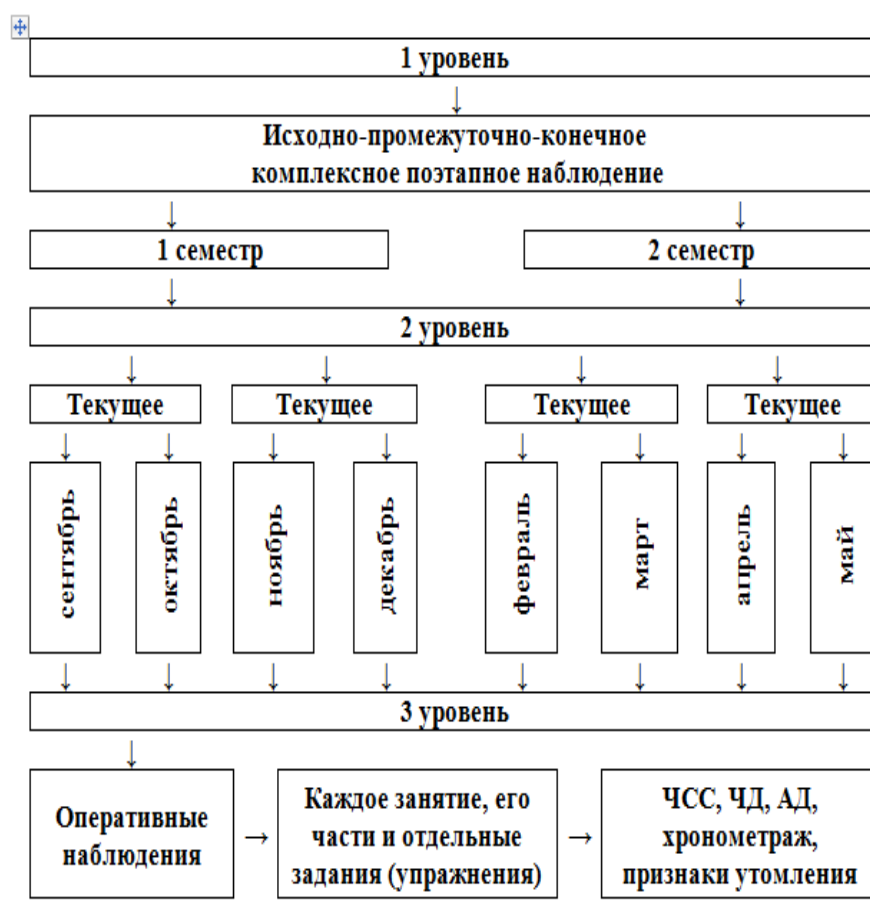 1 уровень
Исходно-промежуточно-конечное
комплексное поэтапное наблюдение
1 семестр
2 семестр
2 уровень
Текущее
Текущее
Текущее
Текущее
сентябрь
октябрь
ноябрь
декабрь
февраль
март
апрель
май
3 уровень
Оперативные
наблюдения
Каждое занятие, его
части и отдельные
задания (упражнения)
ЧСС, ЧД, АД,
хронометраж,
признаки утомления